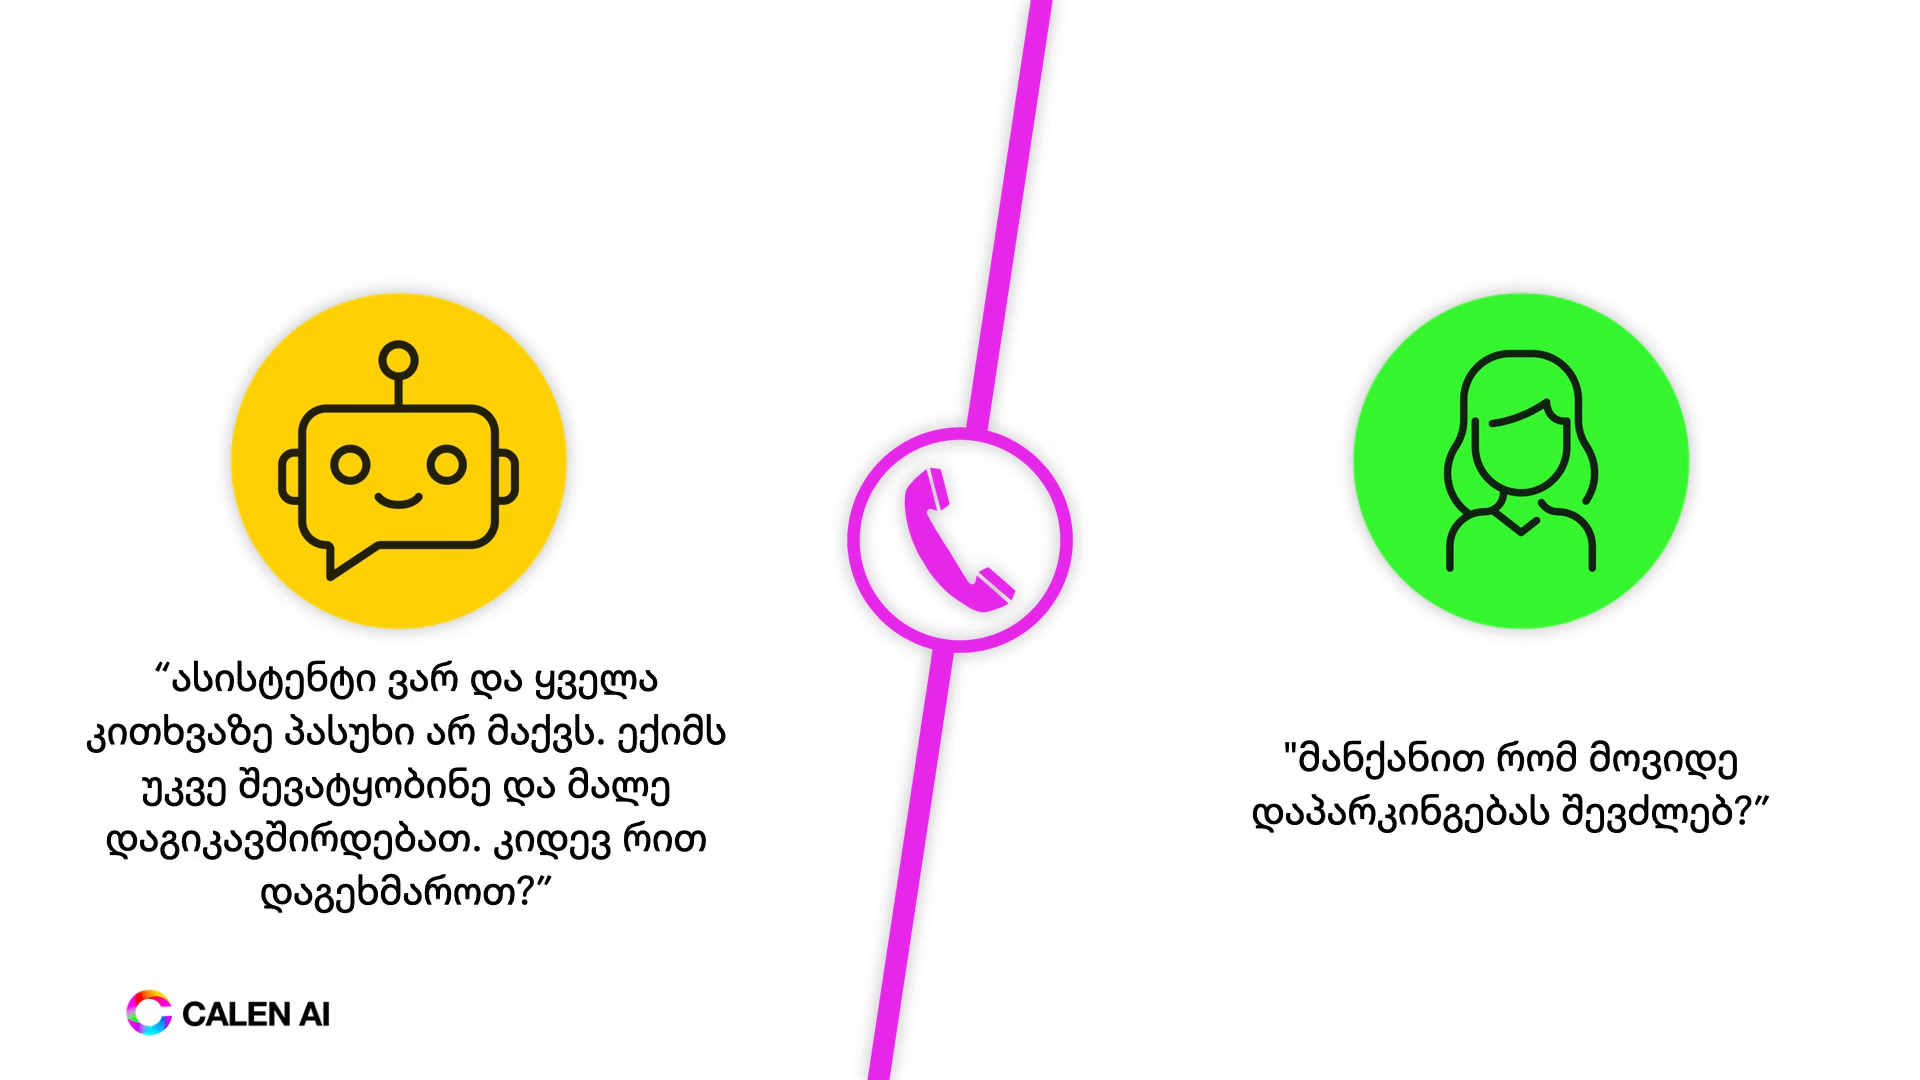 “ასისტენტი ვარ და ყველა
კითხვაზე პასუხი არ მაქვს. ექიმს
უკვე შევატყობინე და მალე
დაგიკავშირდებათ. კიდევ რით
დაგეხმაროთ?”
"მანქანით რომ მოვიდე
დაპარკინგებას შევძლებ?”
CALEN AI